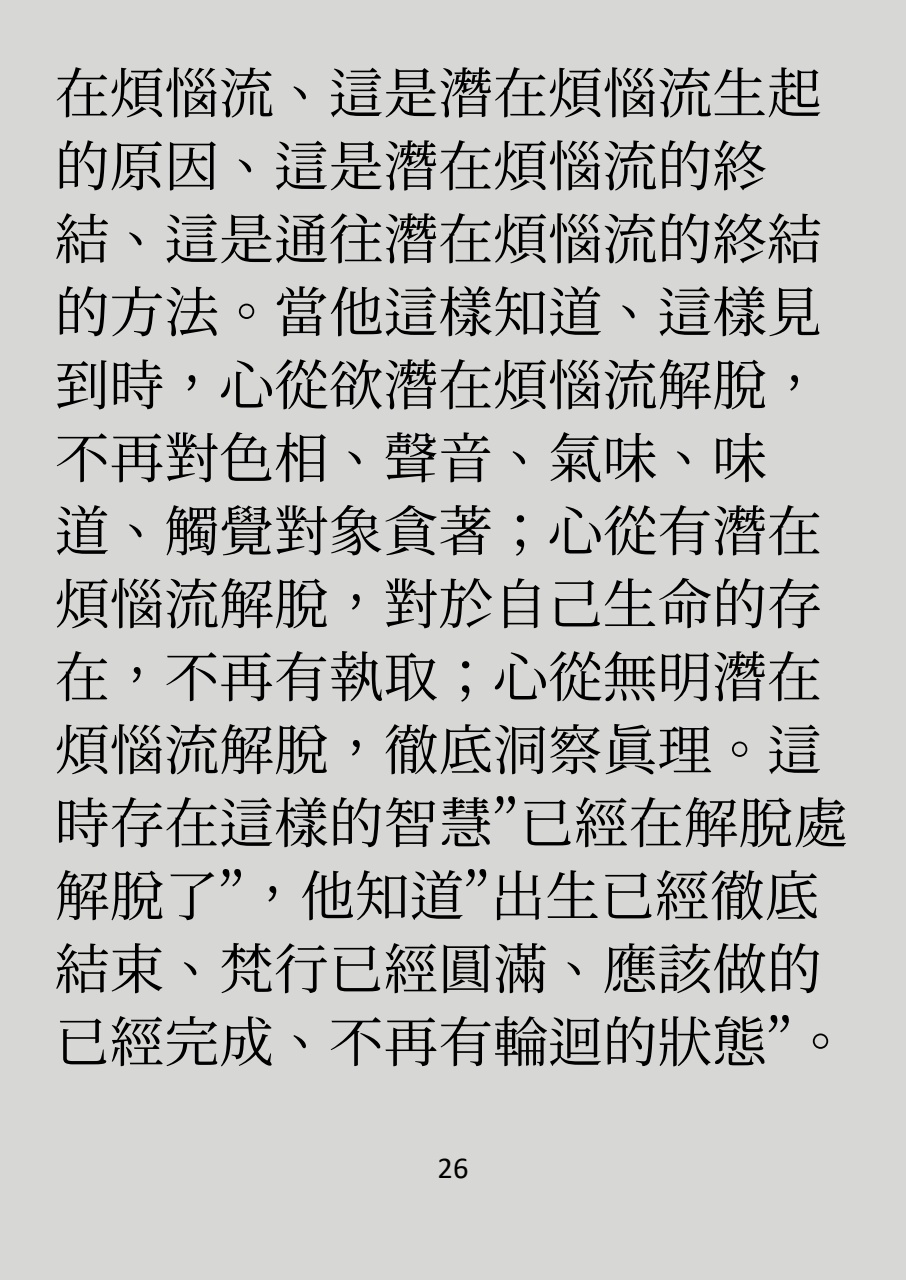 在煩惱流、這是潛在煩惱流生起
的原因、這是潛在煩惱流的終
結、這是通往潛在煩惱流的終結
的方法。當他這樣知道、這樣見
到時，心從欲潛在煩惱流解脫，
不再對色相、聲音、氣味、味
道、觸覺對象貪著；心從有潛在
煩惱流解脫，對於自己生命的存
在，不再有執取；心從無明潛在
煩惱流解脫，徹底洞察眞理。這
時存在這樣的智慧”已經在解脫處
解脫了”，他知道”出生已經徹底
結束、梵行已經圓滿、應該做的
已經完成、不再有輪迴的狀態”。
26